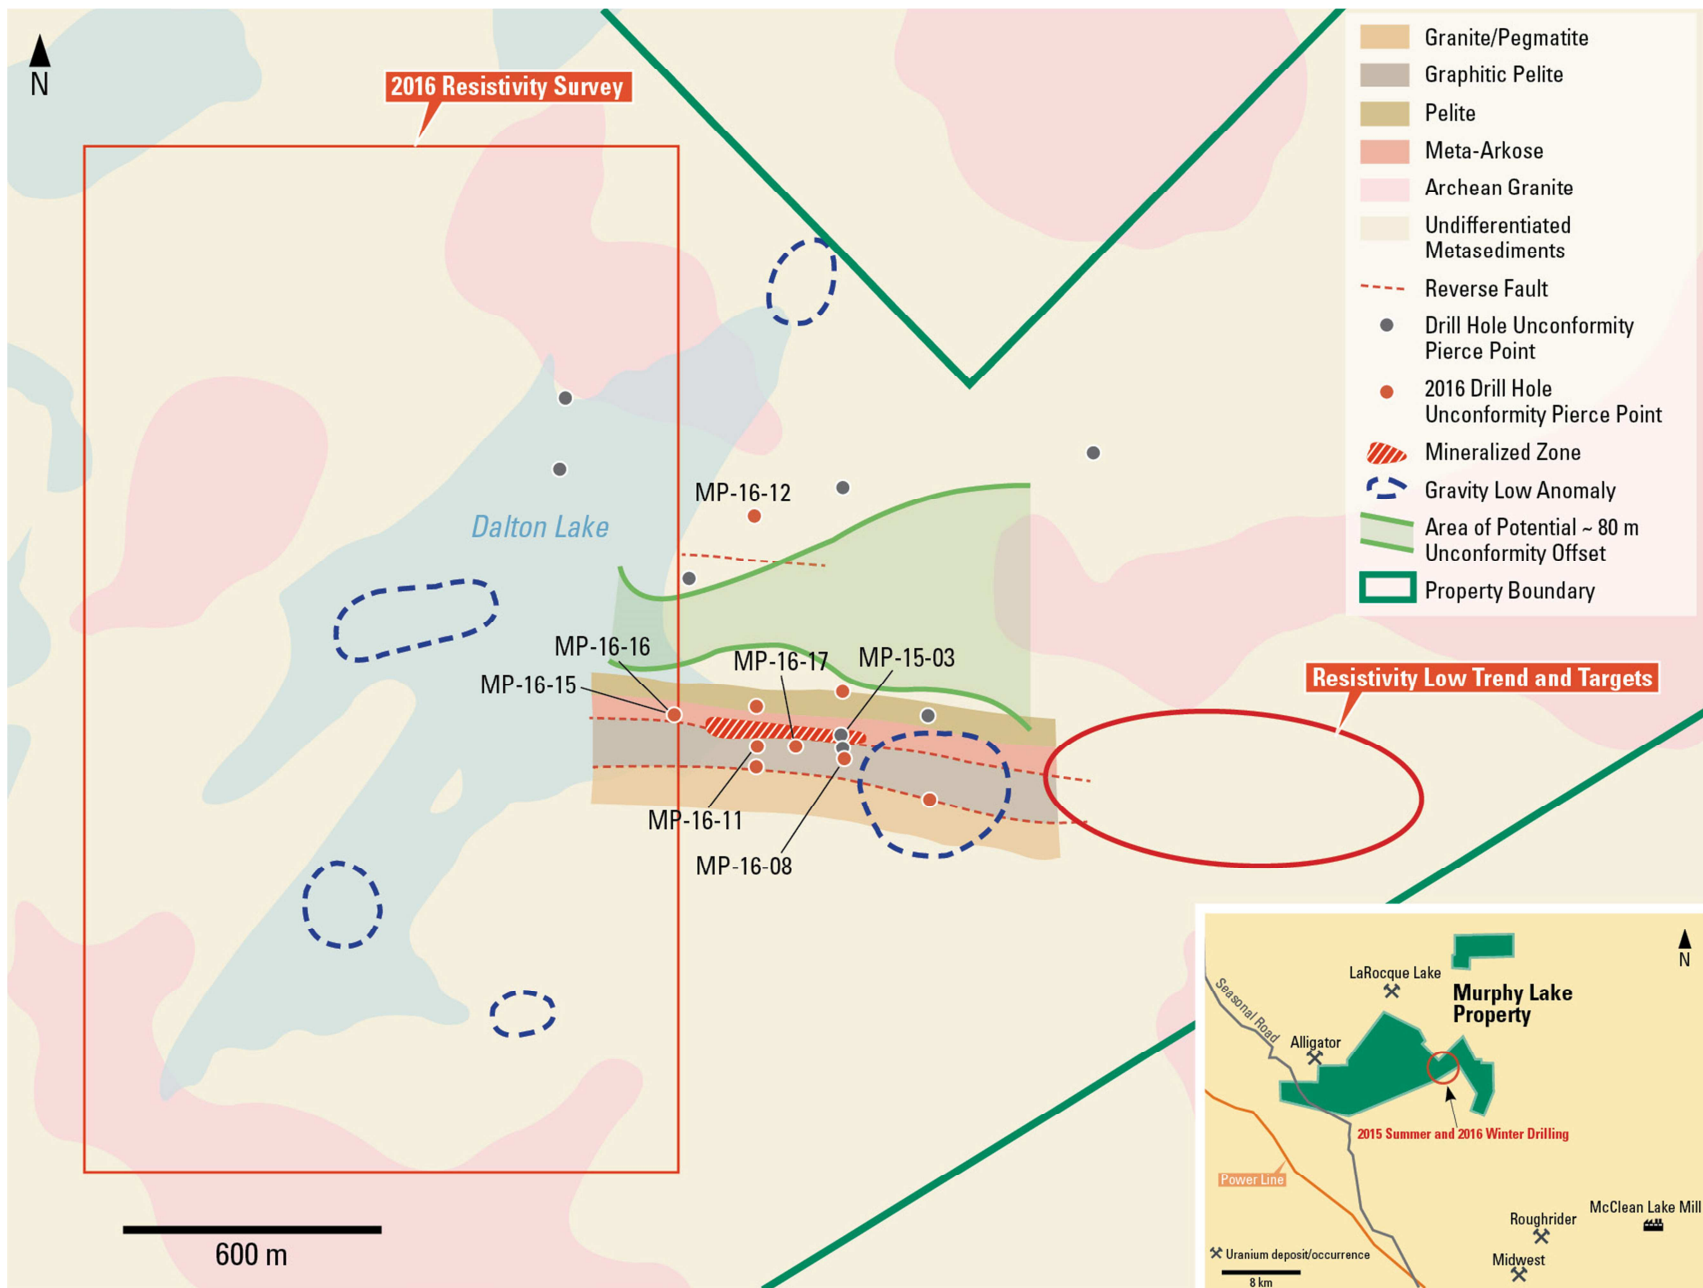 N
2016 Resistivity Survey
Granite/Pegmatite
Graphitic Pelite
Pelite
Meta-Arkose
Archean Granite
Undifferentiated
Metasediments
Reverse Fault
Drill Hole Unconformity
Pierce Point
2016 Drill Hole
Unconformity Pierce Point
Mineralized Zone
Gravity Low Anomaly
Area of Potential ~ 80 m
Unconformity Offset
Property Boundary
MP-16-12
Dalton Lake
MP-16-16
MP-16-17
MP-15-03
MP-16-15
Resistivity Low Trend and Targets
MP-16-11
MP-16-08
600 m
N
LaRocque Lake
Murphy Lake
Property
Seasonal Road
Alligator
2015 Summer and 2016 Winter Drilling
Power Line
McClean Lake Mill
Roughrider
Uranium deposit/occurrence
Midwest
8 km